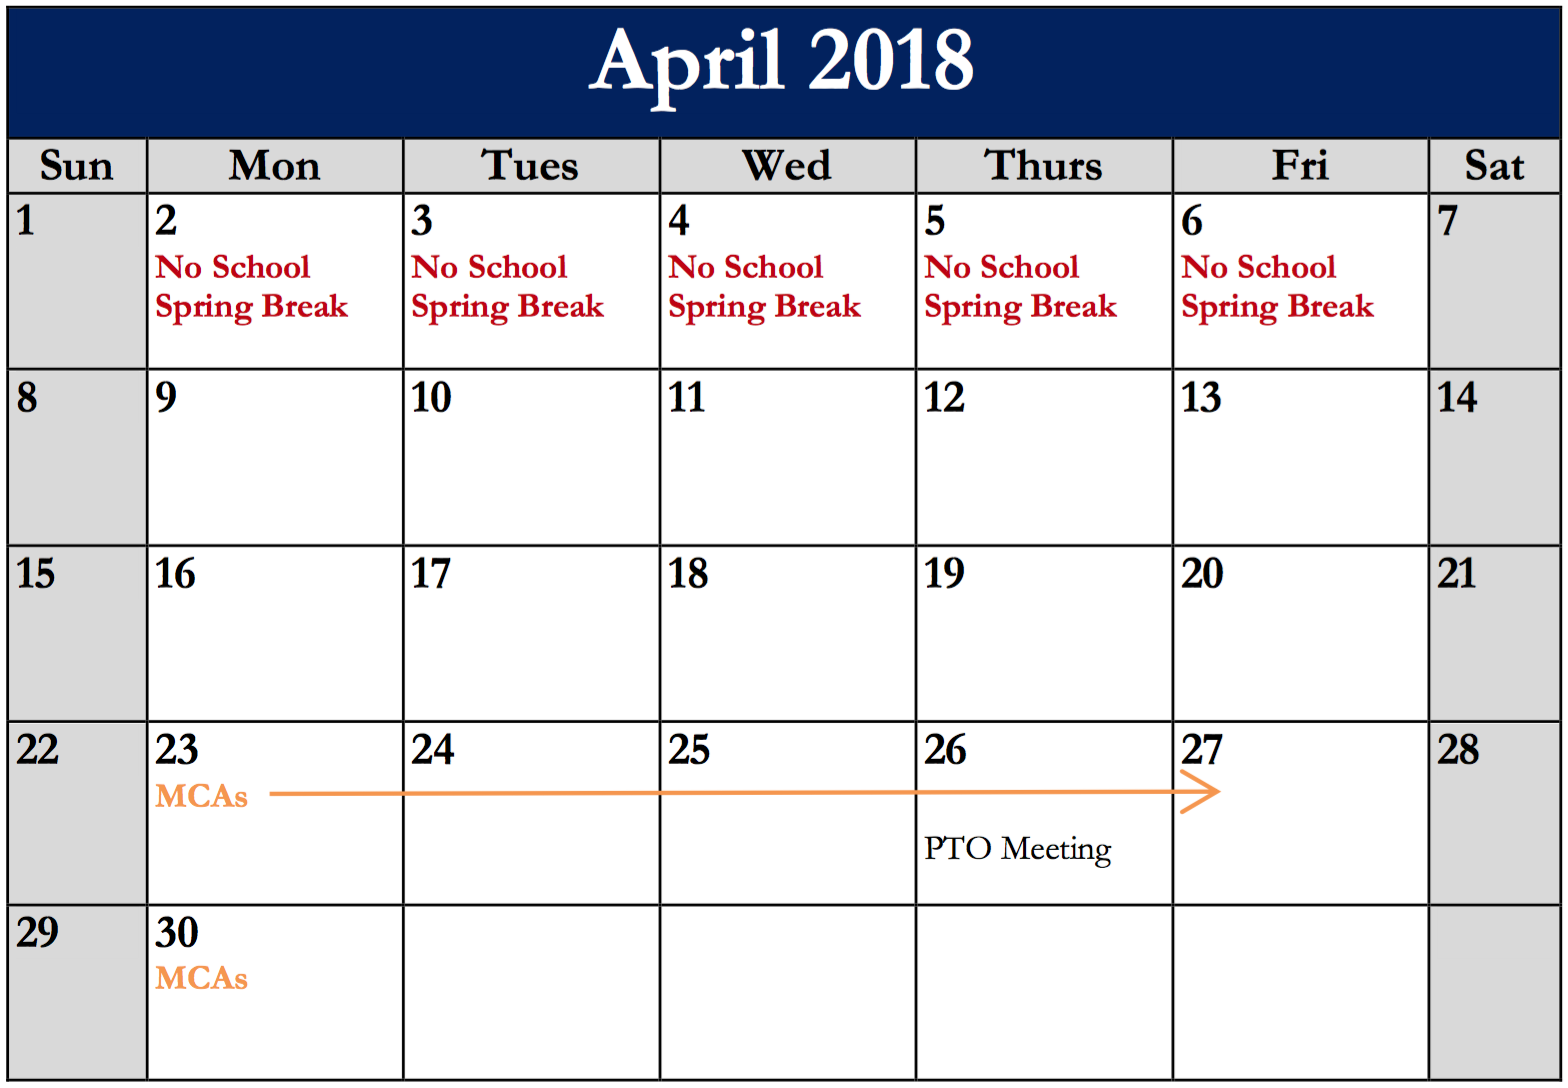 April 2018
Sun Mon Tues Wed Thurs Fri Sat
1 2 3 4 5 6 7
No School No School No School No School No School
Spring Break Spring Break Spring Break Spring Break Spring Break
8 9 10 11 12 13 14
15 16 17 18 19 20 21
22 23 24 25 26 27 28
MCAs
PTO Meeting
29 30
MCAs